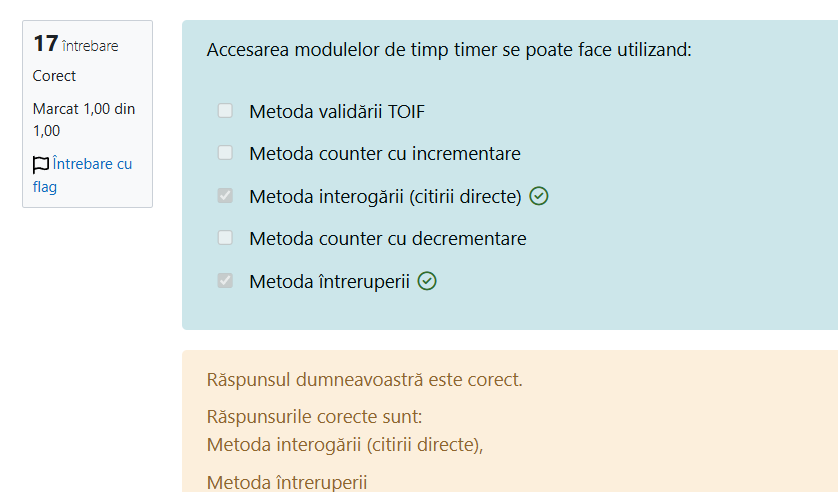 17 întrebare
Corect
Marcat 1,00 din
1,00
Întrebare cu
flag
Accesarea modulelor de timp timer se poate face utilizand:
Metoda validării TOIF
Metoda counter cu incrementare
Metoda interogării (citirii directe)
Metoda counter cu decrementare
Metoda întreruperii
Răspunsul dumneavoastră este corect.
Răspunsurile corecte sunt:
Metoda interogării (citirii directe),
Metoda întreruperii